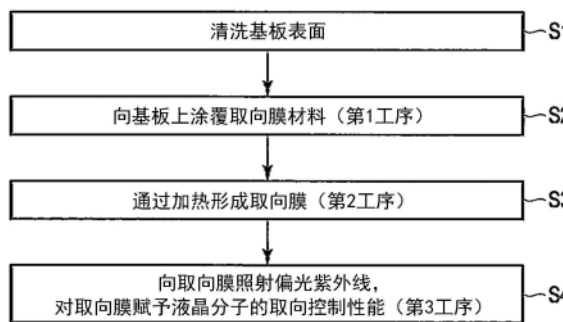 清洗基板表面
S1
向基板上涂覆取向膜材料（第1工序）
S2
通过加热形成取向膜（第2工序）
S3
向取向膜照射偏光紫外线，
对取向膜赋予液晶分子的取向控制性能（第3工序）
S4